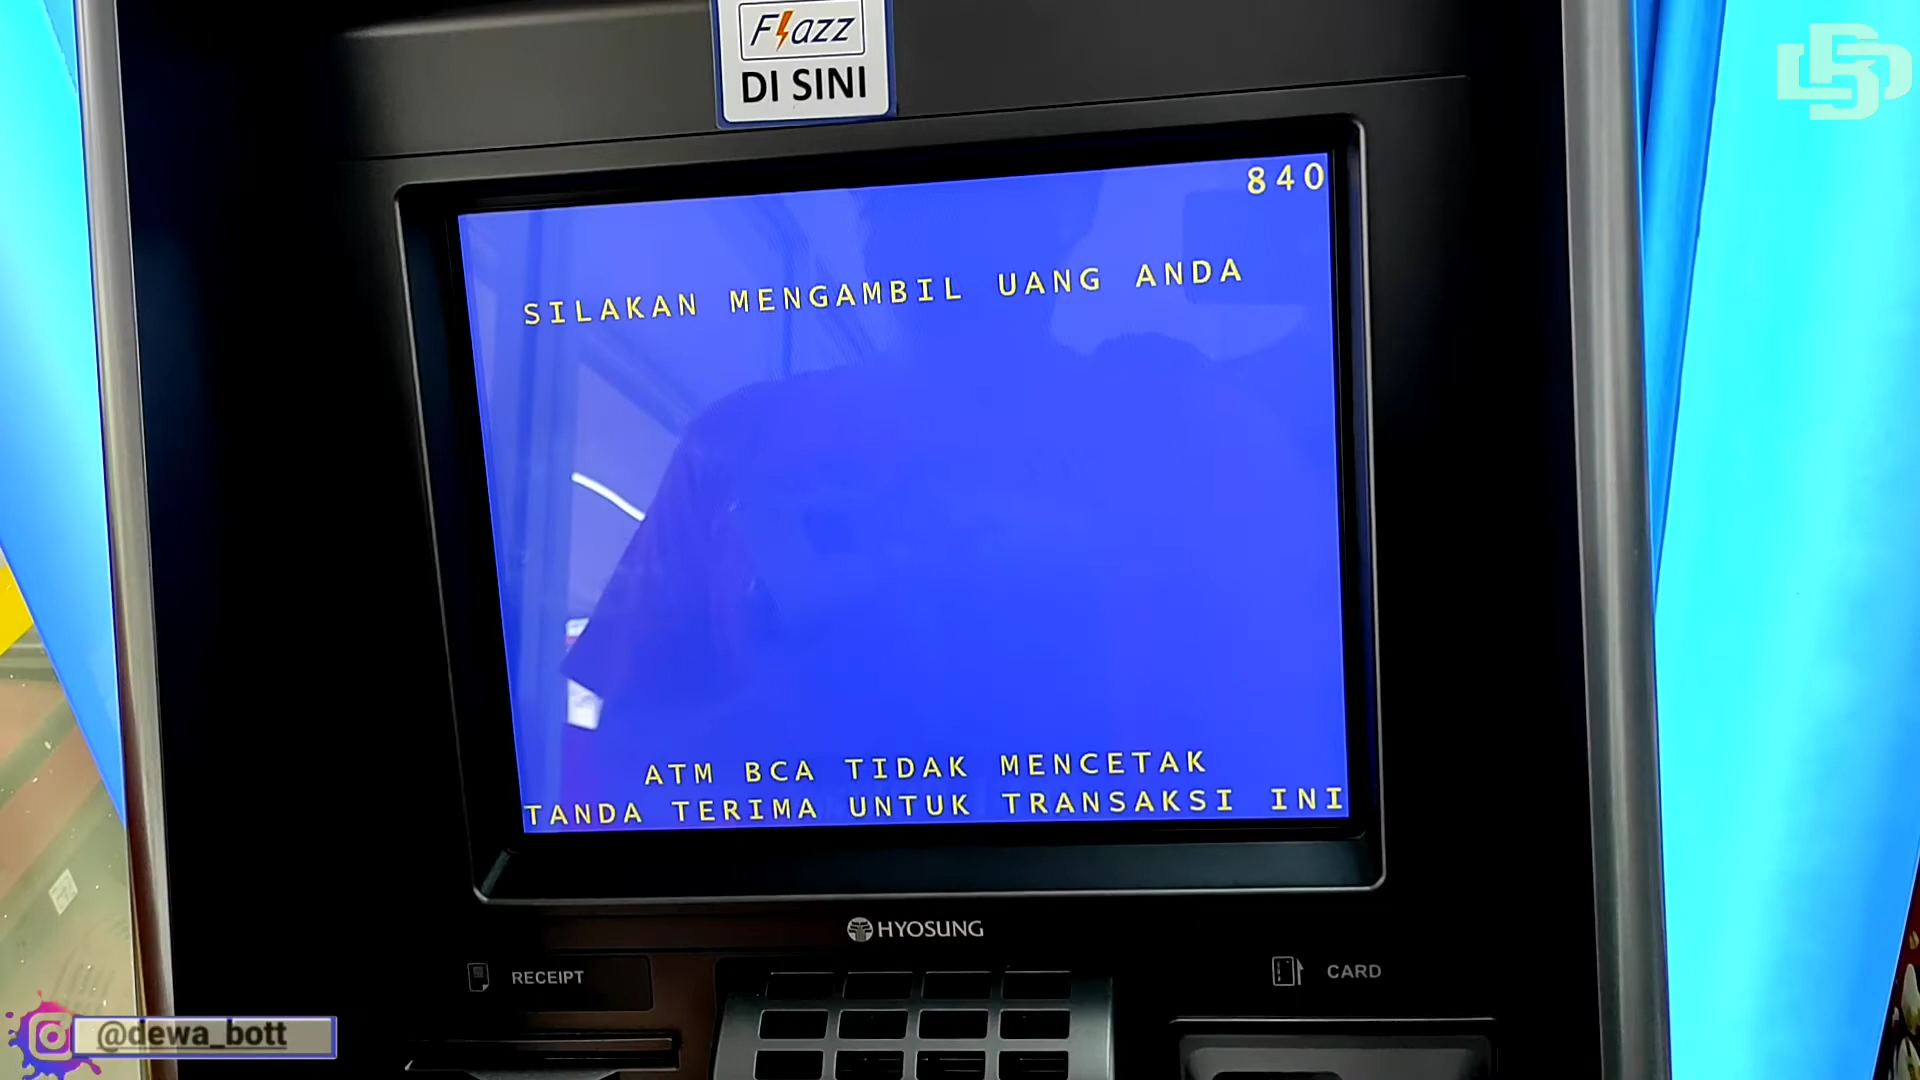 Flazz
DI SINI
840
SILAKAN MENGAMBIL UANG ANDA
ATM BCA TIDAK MENCETAK
TANDA TERIMA UNTUK TRANSAKSI INI
HYOSUNG
RECEIPT
CARD
@dewa_bott